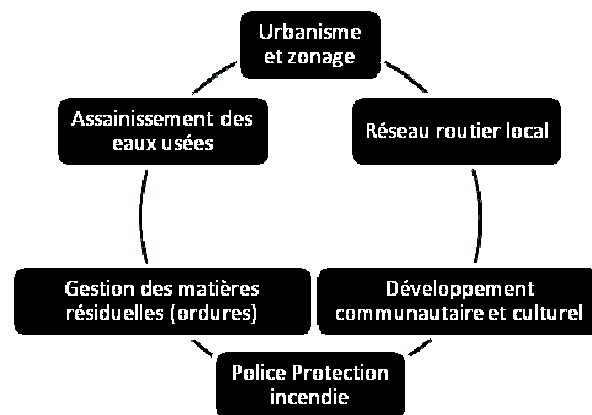 Urbanisme
et zonage
Assainissement des
eaux usées
Réseau routier local
Gestion des matières
résiduelles (ordures)
Développement
communautaire et culturel
Police Protection
incendie